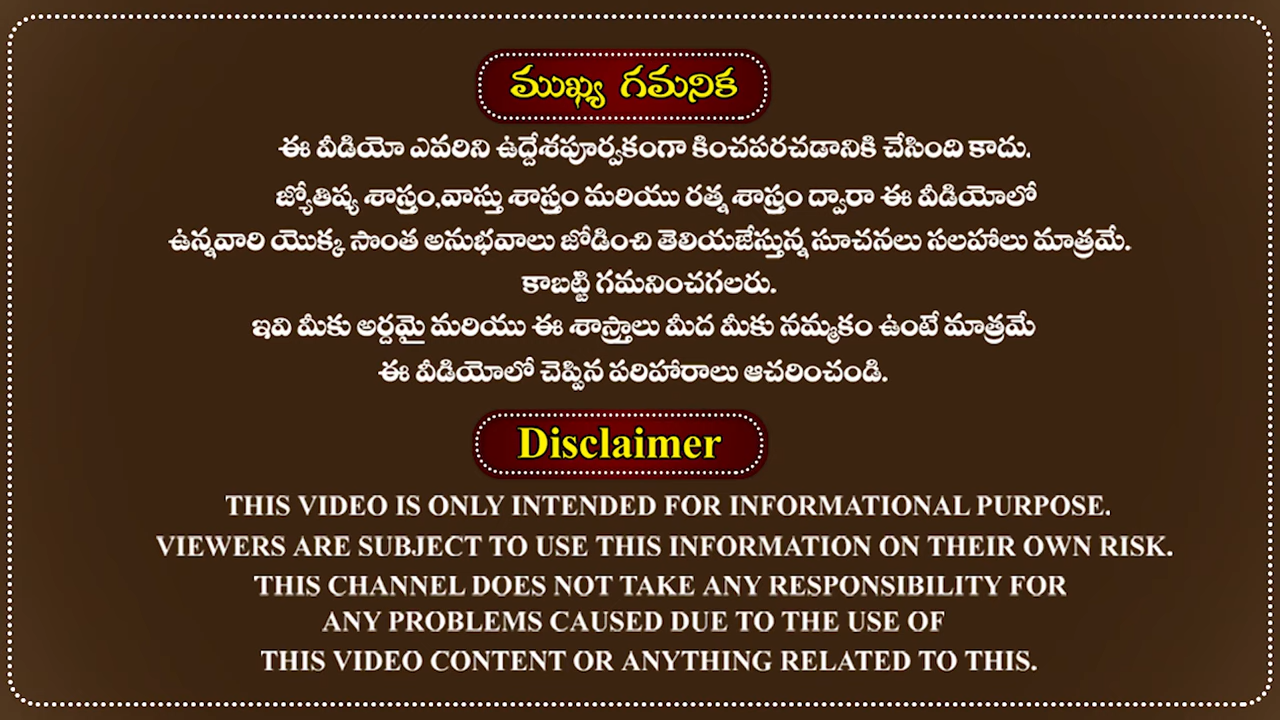 ముఖ్య గమనిక
ఈ వీడియో ఎవరిని ఉద్దేశపూర్వకంగా కించపరచడానికి చేసింది కాదు.
జ్యోతిష్య శాస్త్రం,వాస్తు శాస్త్రం మరియు రత్న శాస్త్రం ద్వారా ఈ వీడియోలో
ఉన్నవారి యొక్క సొంత అనుభవాలు జోడించి తెలియజేస్తున్న సూచనలు సలహాలు మాత్రమే.
కాబట్టి గమనించగలరు.
ఇవి మీకు అర్దమై మరియు ఈ శాస్త్రాలు మీద మీకు నమ్మకం ఉంటే మాత్రమే
ఈ వీడియోలో చెప్పిన పరిహారాలు ఆచరించండి.
Disclaimer
THIS VIDEO IS ONLY INTENDED FOR INFORMATIONAL PURPOSE.
VIEWERS ARE SUBJECT TO USE THIS INFORMATION ON THEIR OWN RISK.
THIS CHANNEL DOES NOT TAKE ANY RESPONSIBILITY FOR
ANY PROBLEMS CAUSED DUE TO THE USE OF
THIS VIDEO CONTENT OR ANYTHING RELATED TO THIS.